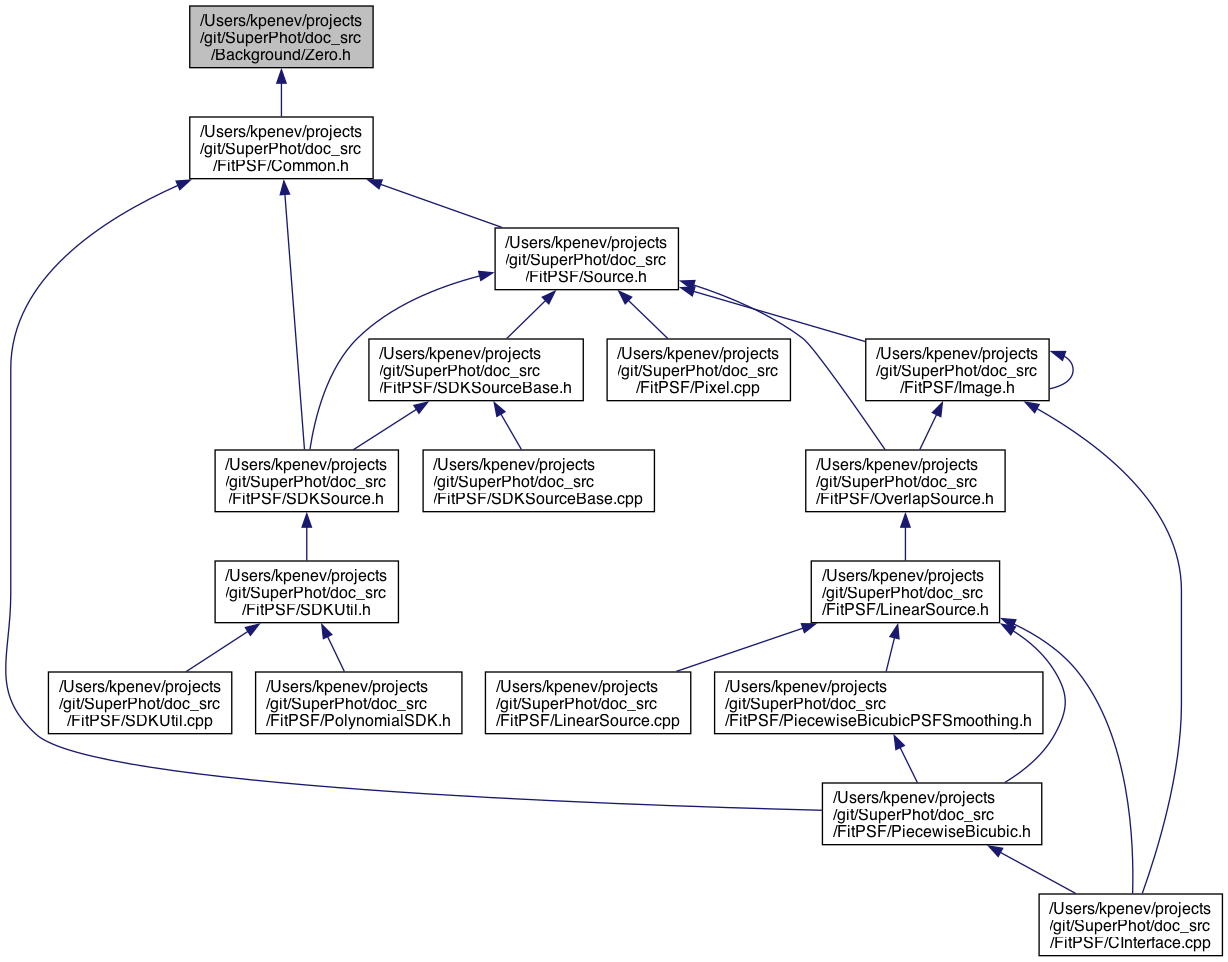 /Users/kpenev/projects
/git/SuperPhot/doc_src
/Background/Zero.h
/Users/kpenev/projects
/git/SuperPhot/doc_src
/FitPSF/Common.h
/Users/kpenev/projects
/git/SuperPhot/doc_src
/FitPSF/Source.h
/Users/kpenev/projects
/git/SuperPhot/doc_src
/FitPSF/SDKSourceBase.h
/Users/kpenev/projects
/git/SuperPhot/doc_src
/FitPSF/Pixel.cpp
/Users/kpenev/projects
/git/SuperPhot/doc_src
/FitPSF/Image.h
/Users/kpenev/projects
/git/SuperPhot/doc_src
/FitPSF/SDKSource.h
/Users/kpenev/projects
/git/SuperPhot/doc_src
/FitPSF/SDKSourceBase.cpp
/Users/kpenev/projects
/git/SuperPhot/doc_src
/FitPSF/OverlapSource.h
/Users/kpenev/projects
/git/SuperPhot/doc_src
/FitPSF/SDKUtil.h
/Users/kpenev/projects
/git/SuperPhot/doc_src
/FitPSF/LinearSource.h
/Users/kpenev/projects
/git/SuperPhot/doc_src
/FitPSF/SDKUtil.cpp
/Users/kpenev/projects
/git/SuperPhot/doc_src
/FitPSF/PolynomialSDK.h
/Users/kpenev/projects
/git/SuperPhot/doc_src
/FitPSF/LinearSource.cpp
/Users/kpenev/projects
/git/SuperPhot/doc_src
/FitPSF/PiecewiseBicubicPSFSmoothing.h
/Users/kpenev/projects
/git/SuperPhot/doc_src
/FitPSF/PiecewiseBicubic.h
/Users/kpenev/projects
/git/SuperPhot/doc_src
/FitPSF/CInterface.cpp